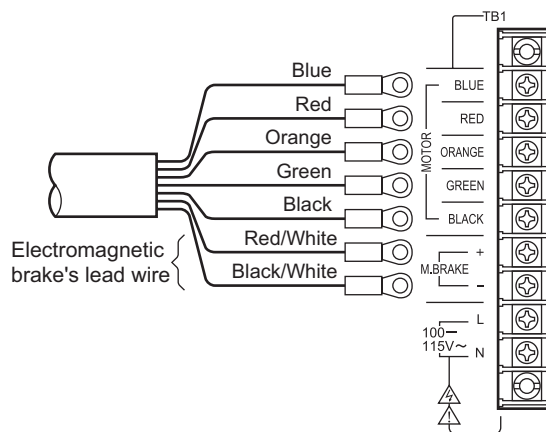 TB1
Blue
BLUE
Red
RED
Orange
ORANGE
MOTOR
Green
GREEN
Black
BLACK
Red/White
+
Electromagnetic
brake's lead wire
M.BRAKE
Black/White
−
L
100−
115V~
N